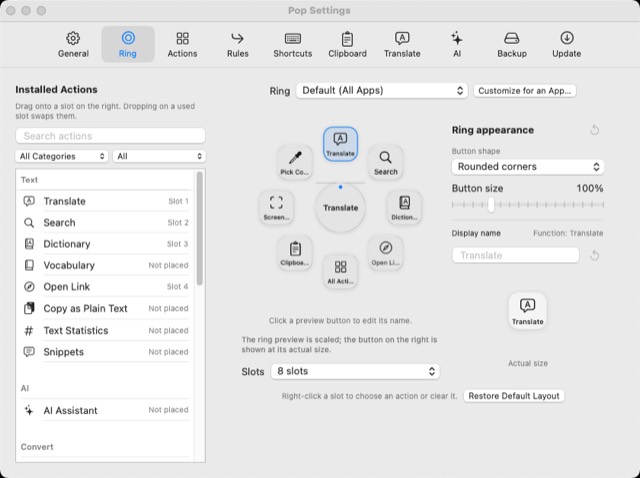 Pop Settings
General
Ring
Actions
Rules
Shortcuts
Clipboard
Translate
AI
Backup
Update
Installed Actions
Drag onto a slot on the right. Dropping on a used
slot swaps them.
Search actions
All Categories
All
Text
Translate Slot 1
Search Slot 2
Dictionary Slot 3
Vocabulary Not placed
Open Link Slot 4
Copy as Plain Text Not placed
Text Statistics Not placed
Snippets Not placed
AI
AI Assistant Not placed
Convert
Ring Default (All Apps) Customize for an App...
Translate
Pick Co...
Search
Screen...
Translate
Diction...
Clipboa...
Open Li...
All Acti...
Click a preview button to edit its name.
The ring preview is scaled; the button on the right is
shown at its actual size.
Slots 8 slots
Right-click a slot to choose an action or clear it. Restore Default Layout
Ring appearance
Button shape
Rounded corners
Button size 100%
Display name Function: Translate
Translate
Translate
Actual size